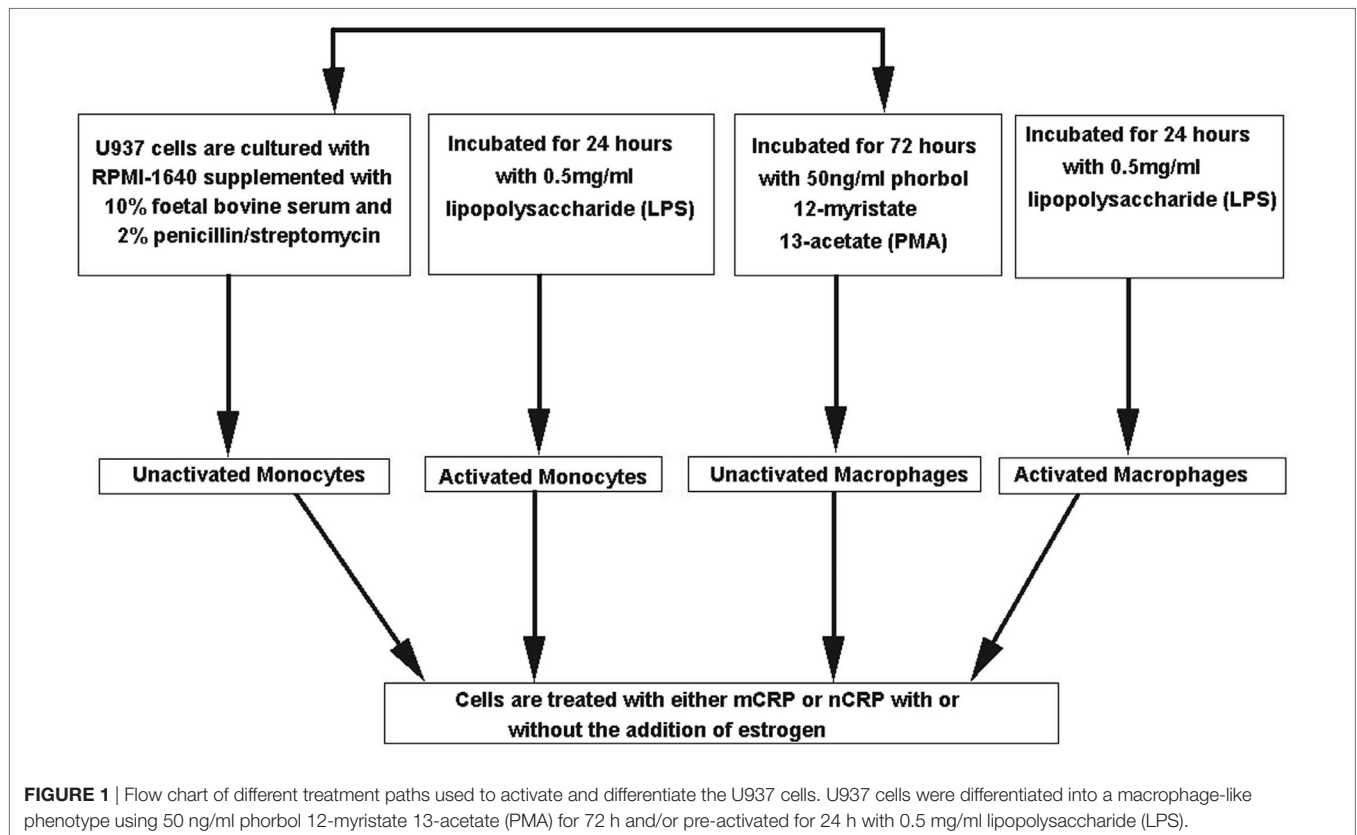 U937 cells are cultured with
RPMI-1640 supplemented with
10% foetal bovine serum and
2% penicillin/streptomycin
Incubated for 24 hours
with 0.5mg/ml
lipopolysaccharide (LPS)
Incubated for 72 hours
with 50ng/ml phorbol
12-myristate
13-acetate (PMA)
Incubated for 24 hours
with 0.5mg/ml
lipopolysaccharide (LPS)
Unactivated Monocytes
Activated Monocytes
Unactivated Macrophages
Activated Macrophages
Cells are treated with either mCRP or nCRP with or
without the addition of estrogen
FIGURE 1 | Flow chart of different treatment paths used to activate and differentiate the U937 cells. U937 cells were differentiated into a macrophage-like
phenotype using 50 ng/ml phorbol 12-myristate 13-acetate (PMA) for 72 h and/or pre-activated for 24 h with 0.5 mg/ml lipopolysaccharide (LPS).